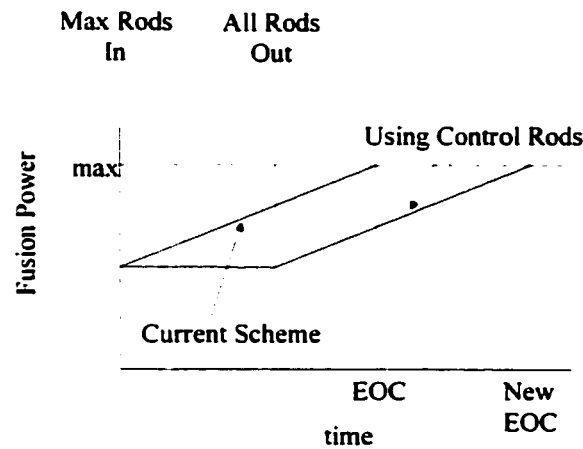 Max Rods
In
All Rods
Out
Using Control Rods
max
Fusion Power
Current Scheme
EOC
New
EOC
time